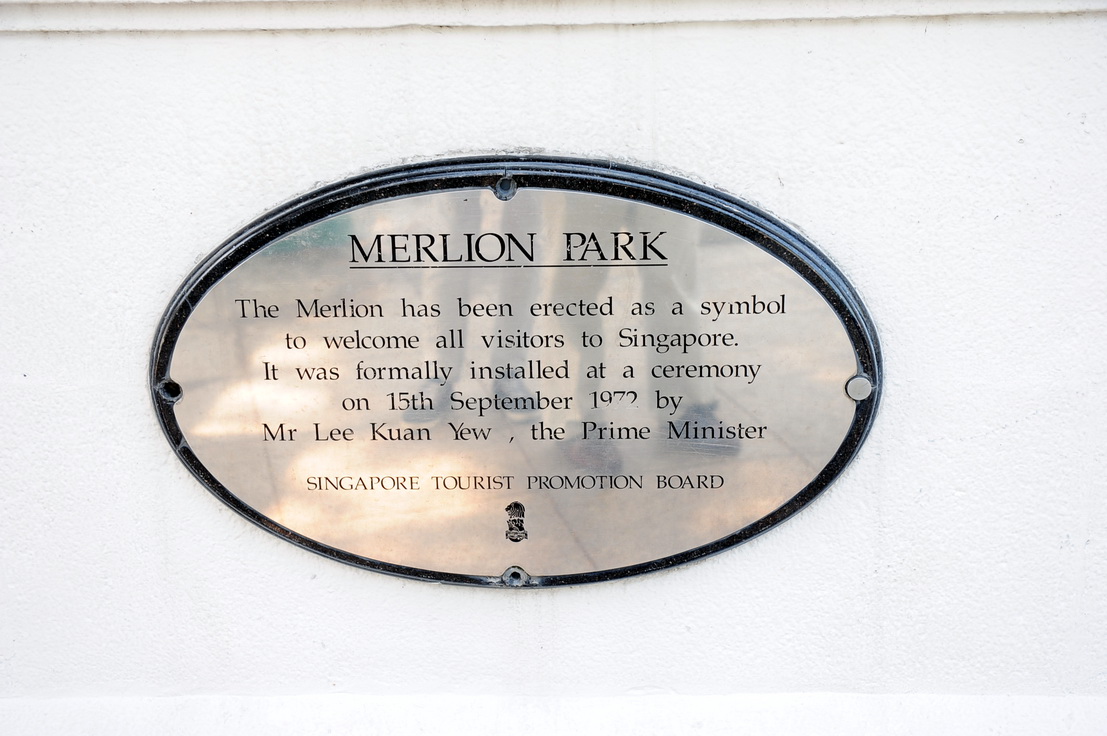 MERLION PARK
The Merlion has been erected as a symbol
to welcome all visitors to Singapore.
It was formally installed at a ceremony
on 15th September 1972 by
Mr Lee Kuan Yew , the Prime Minister
SINGAPORE TOURIST PROMOTION BOARD